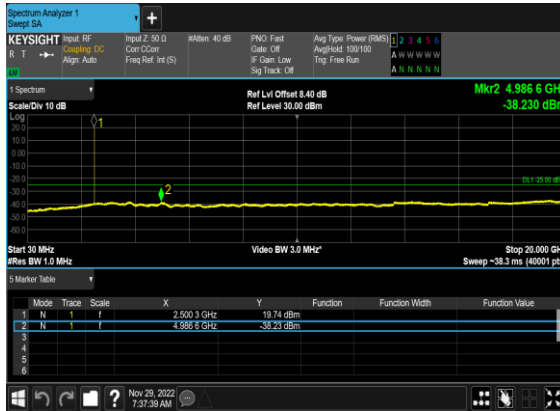 Spectrum Analyzer 1
Swept SA
KEYSIGHT Input: RF Input Z: 50 Ω #Atten: 40 dB PNO: Fast Avg Type: Power (RMS) 1 2 3 4 5 6
R T Coupling: DC Corr CCorr Gate: Off Avg|Hold: 100/100 A W W W W W
Align: Auto Freq Ref: Int (S) IF Gain: Low Trig: Free Run
Sig Track: Off A N N N N N
1 Spectrum
Scale/Div 10 dB
Ref Lvl Offset 8.40 dB
Ref Level 30.00 dBm
Mkr2 4.986 6 GHz
-38.230 dBm
Log
20.0
10.0
0.00
-10.0
-20.0
-30.0
-40.0
-50.0
-60.0
1
2
DL1 -25.00 dB
Start 30 MHz Video BW 3.0 MHz* Stop 20.000 GHz
#Res BW 1.0 MHz Sweep ~38.3 ms (40001 pts)
5 Marker Table
Mode Trace Scale X Y Function Function Width Function Value
1 N 1 f 2.500 3 GHz 19.74 dBm
2 N 1 f 4.986 6 GHz -38.23 dBm
3
4
5
6
? Nov 29, 2022
7:37:39 AM